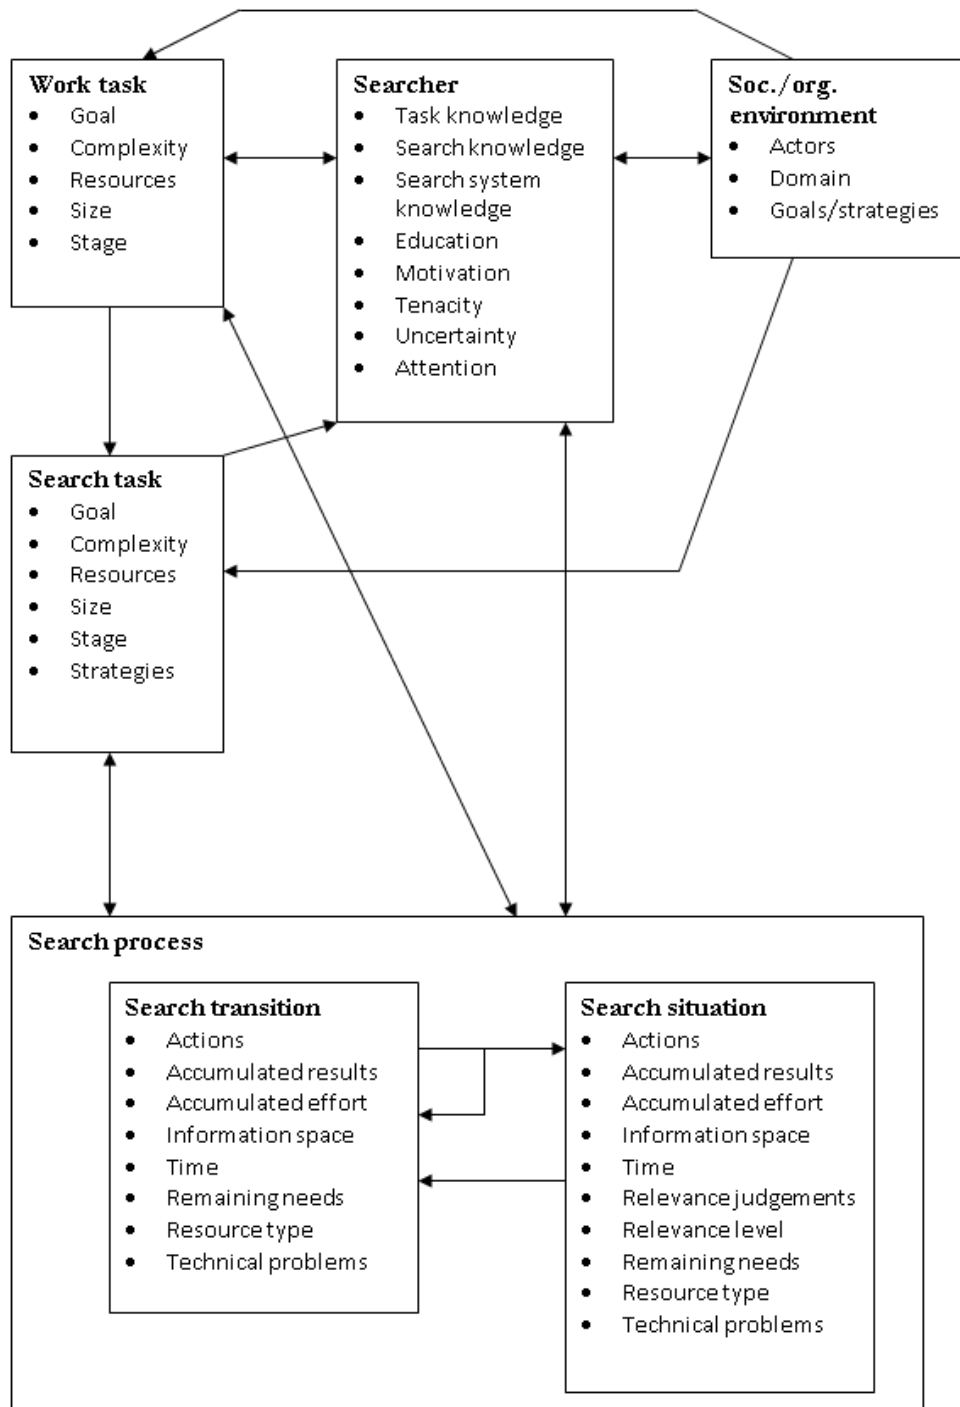 Work task
• Goal
• Complexity
• Resources
• Size
• Stage
Searcher
• Task knowledge
• Search knowledge
• Search system
knowledge
• Education
• Motivation
• Tenacity
• Uncertainty
• Attention
Soc./org.
environment
• Actors
• Domain
• Goals/strategies
Search task
• Goal
• Complexity
• Resources
• Size
• Stage
• Strategies
Search process
Search transition
• Actions
• Accumulated results
• Accumulated effort
• Information space
• Time
• Remaining needs
• Resource type
• Technical problems
Search situation
• Actions
• Accumulated results
• Accumulated effort
• Information space
• Time
• Relevance judgements
• Relevance level
• Remaining needs
• Resource type
• Technical problems